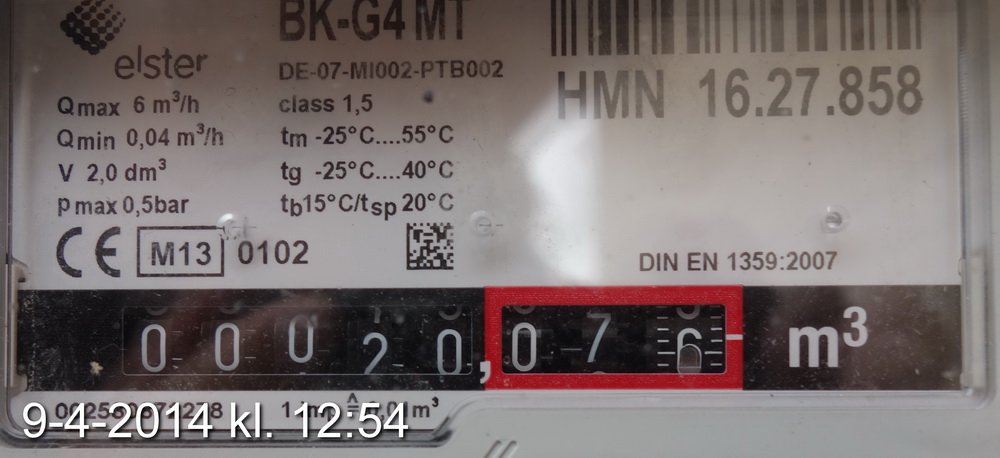 elster
BK-G4 MT
DE-07-MI002-PTB002
HMN 16.27.858
Qmax 6 m³/h
class 1,5
Qmin 0,04 m³/h
tm -25°C....55°C
V 2,0 dm³
tg -25°C....40°C
pmax 0,5bar
tb15°C/tsp 20°C
CE M13 0102
DIN EN 1359:2007
00020,076 m³
9-4-2014 kl. 12:54